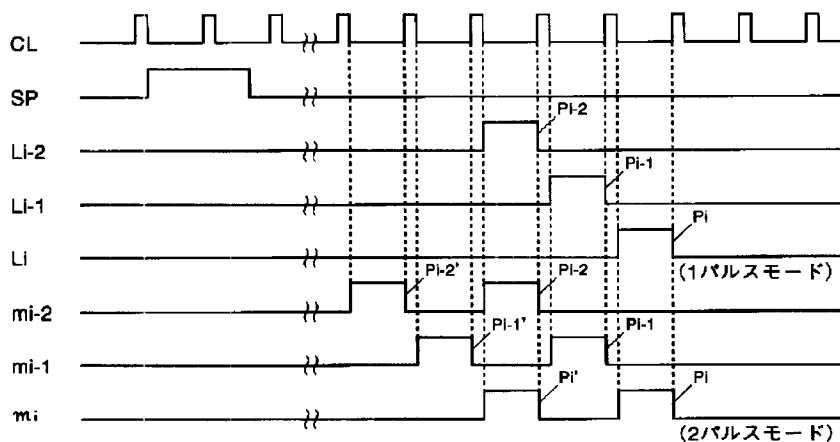 CL
SP
Pi-2
Li-2
Pi-1
Li-1
Pi
Li
(1パルスモード)
Pi-2' Pi-2
mi-2
Pi-1' Pi-1
mi-1
Pi' Pi
mi
(2パルスモード)